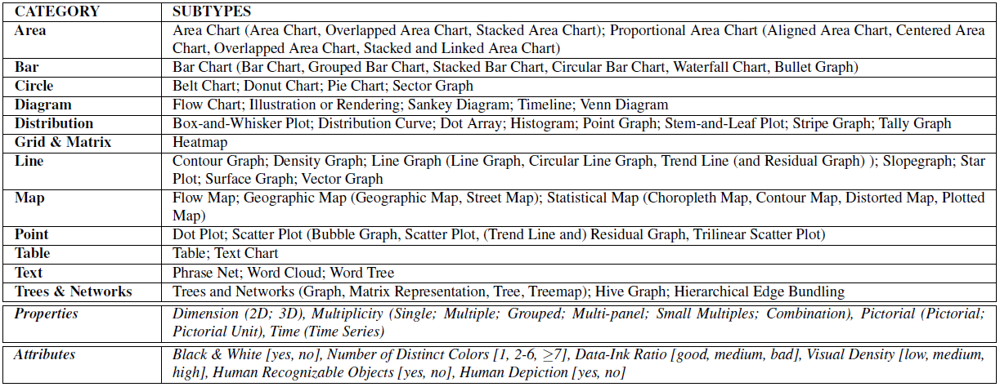 CATEGORY SUBTYPES
Area Area Chart (Area Chart, Overlapped Area Chart, Stacked Area Chart); Proportional Area Chart (Aligned Area Chart, Centered Area
Chart, Overlapped Area Chart, Stacked and Linked Area Chart)
Bar Bar Chart (Bar Chart, Grouped Bar Chart, Stacked Bar Chart, Circular Bar Chart, Waterfall Chart, Bullet Graph)
Circle Belt Chart; Donut Chart; Pie Chart; Sector Graph
Diagram Flow Chart; Illustration or Rendering; Sankey Diagram; Timeline; Venn Diagram
Distribution Box-and-Whisker Plot; Distribution Curve; Dot Array; Histogram; Point Graph; Stem-and-Leaf Plot; Stripe Graph; Tally Graph
Grid & Matrix Heatmap
Line Contour Graph; Density Graph; Line Graph (Line Graph, Circular Line Graph, Trend Line (and Residual Graph) ); Slopegraph; Star
Plot; Surface Graph; Vector Graph
Map Flow Map; Geographic Map (Geographic Map, Street Map); Statistical Map (Choropleth Map, Contour Map, Distorted Map, Plotted
Map)
Point Dot Plot; Scatter Plot (Bubble Graph, Scatter Plot, (Trend Line and) Residual Graph, Trilinear Scatter Plot)
Table Table; Text Chart
Text Phrase Net; Word Cloud; Word Tree
Trees & Networks Trees and Networks (Graph, Matrix Representation, Tree, Treemap); Hive Graph; Hierarchical Edge Bundling
Properties Dimension (2D; 3D), Multiplicity (Single; Multiple; Grouped; Multi-panel; Small Multiples; Combination), Pictorial (Pictorial;
Pictorial Unit), Time (Time Series)
Attributes Black & White [yes, no], Number of Distinct Colors [1, 2-6, ≥7], Data-Ink Ratio [good, medium, bad], Visual Density [low, medium,
high], Human Recognizable Objects [yes, no], Human Depiction [yes, no]